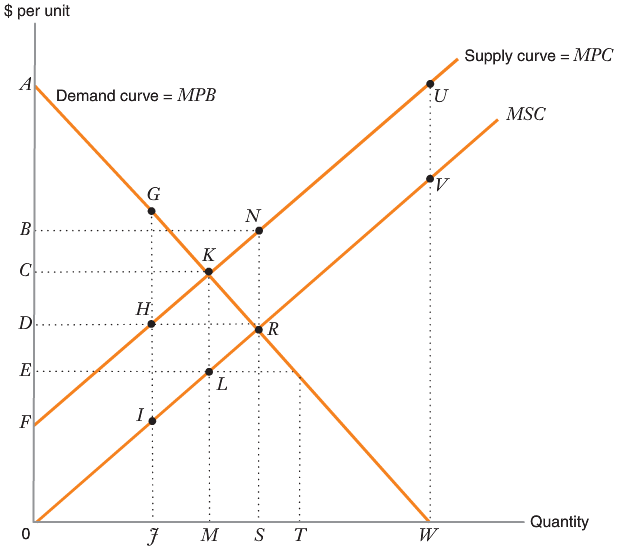 $ per unit
Supply curve = MPC
A
Demand curve = MPB
U
MSC
G
V
B
N
C
K
H
D
R
E
L
F
I
0
J
M
S
T
W
Quantity